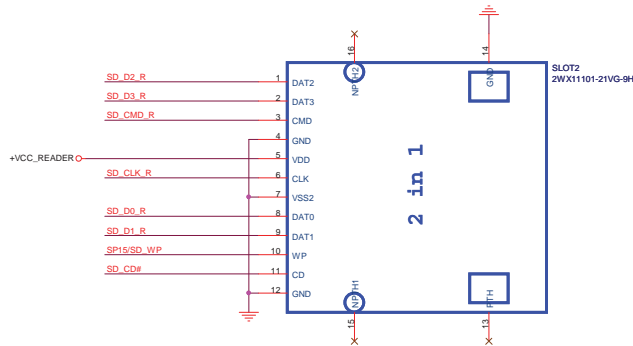 16
14
SLOT2
2WX11101-21VG-9H
NPTH2
GND
SD_D2_R 1 DAT2
SD_D3_R 2 DAT3
SD_CMD_R 3 CMD
4 GND
+VCC_READER 5 VDD
SD_CLK_R 6 CLK
7 VSS2
SD_D0_R 8 DAT0
SD_D1_R 9 DAT1
SP15/SD_WP 10 WP
SD_CD# 11 CD
12 GND
2 in 1
NPTH1
PTH
15
13